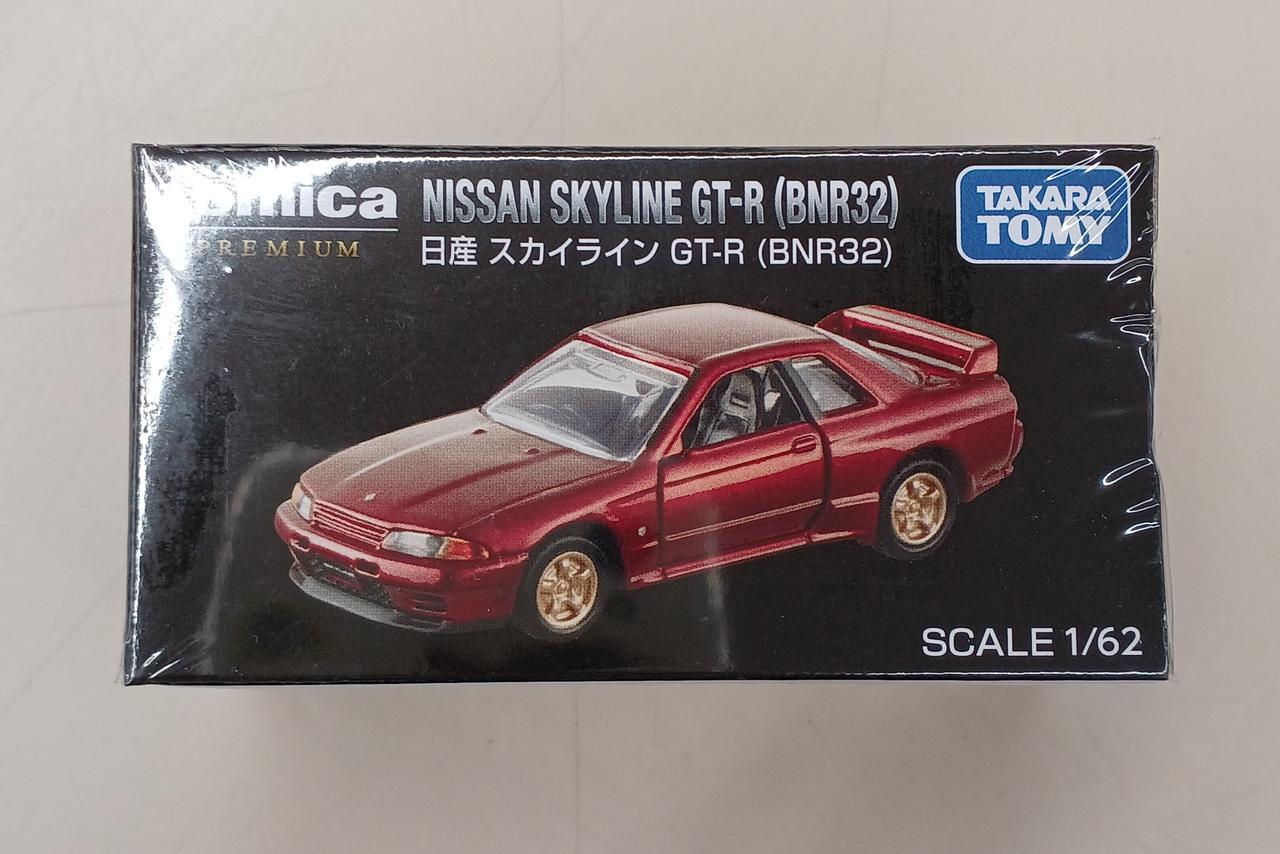 tomica
PREMIUM
NISSAN SKYLINE GT-R (BNR32)
日産 スカイライン GT-R (BNR32)
TAKARA
TOMY
SCALE 1/62